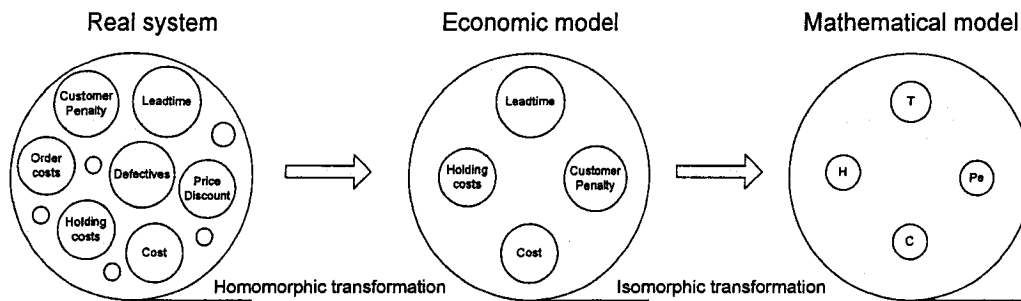 Real system
Economic model
Mathematical model
Customer
Penalty
Leadtime
Order
costs
Defectives
Price
Discount
Holding
costs
Cost
Leadtime
Holding
costs
Customer
Penalty
Cost
T
H
Pe
C
Homomorphic transformation
Isomorphic transformation